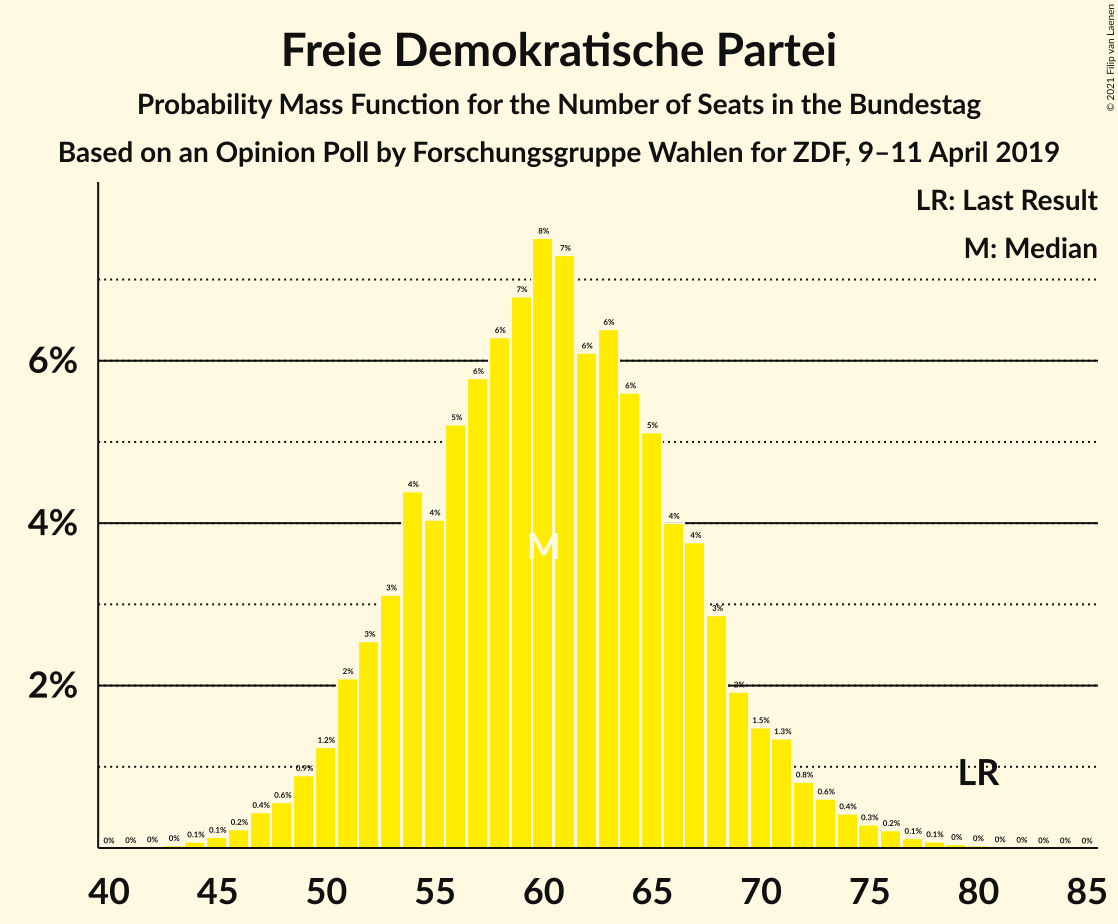 Freie Demokratische Partei
Probability Mass Function for the Number of Seats in the Bundestag
Based on an Opinion Poll by Forschungsgruppe Wahlen for ZDF, 9–11 April 2019
© 2021 Filip van Laenen
LR: Last Result
M: Median
6%
4%
2%
0% 0% 0% 0% 0.1% 0.1% 0.2% 0.4% 0.6% 0.9% 1.2% 2% 3% 3% 4% 4% 5% 6% 6% 7% 8% 7% 6% 6% 6% 5% 4% 4% 3% 2% 1.5% 1.3% 0.8% 0.6% 0.4% 0.3% 0.2% 0.1% 0.1% 0% 0% 0% 0% 0% 0% 0%
M
LR
40 45 50 55 60 65 70 75 80 85